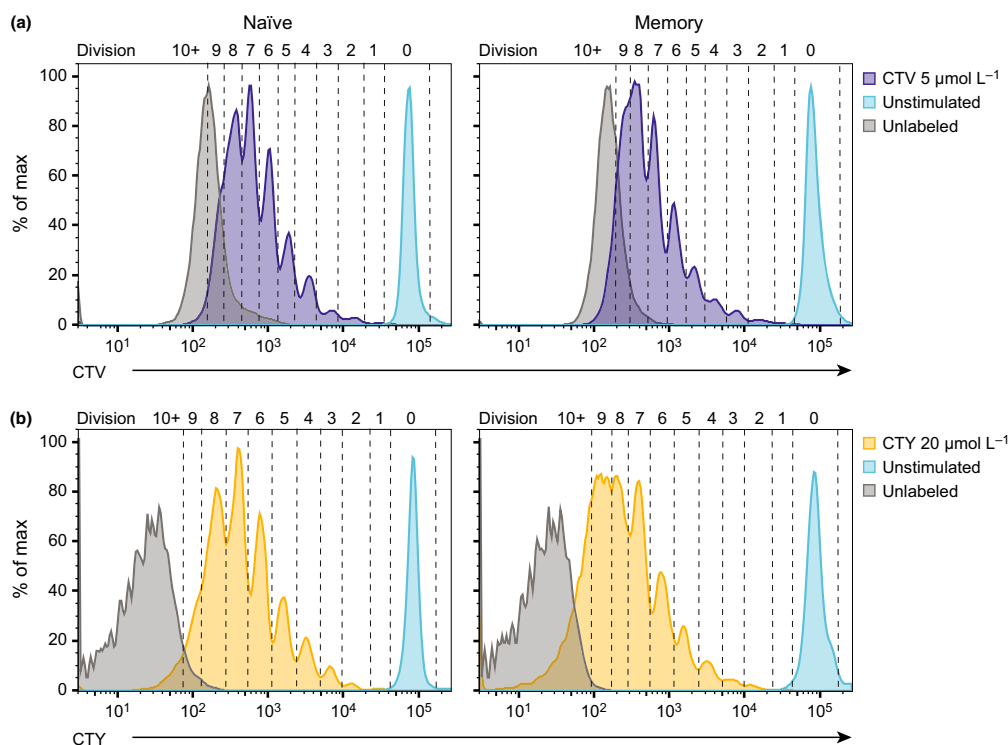 (a) Naïve Memory
Division 10+ 9 8 7 6 5 4 3 2 1 0 Division 10+ 9 8 7 6 5 4 3 2 1 0
100
80
60
40
20
0
% of max
10¹ 10² 10³ 10⁴ 10⁵ 10¹ 10² 10³ 10⁴ 10⁵
CTV
CTV 5 µmol L⁻¹
Unstimulated
Unlabeled
(b) Division 10+ 9 8 7 6 5 4 3 2 1 0 Division 10+ 9 8 7 6 5 4 3 2 1 0
100
80
60
40
20
0
% of max
10¹ 10² 10³ 10⁴ 10⁵ 10¹ 10² 10³ 10⁴ 10⁵
CTY
CTY 20 µmol L⁻¹
Unstimulated
Unlabeled